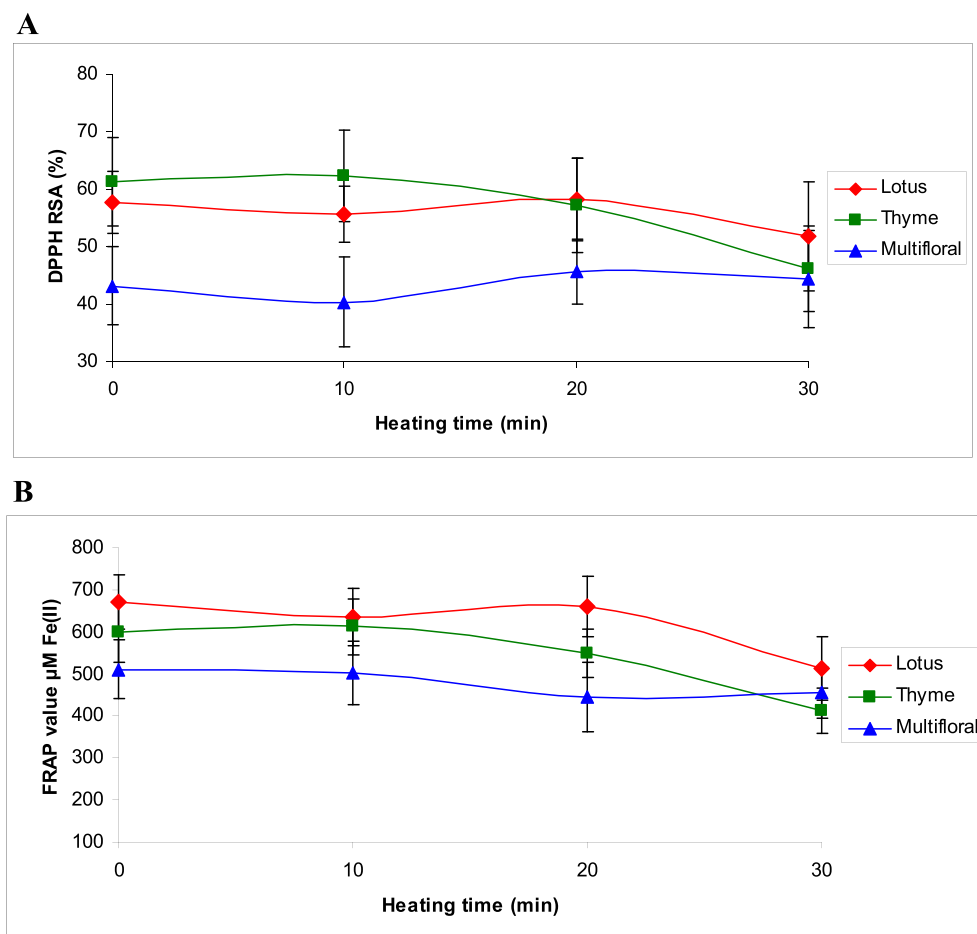 A
80
70
60
50
40
30
DPPH RSA (%)
0 10 20 30
Heating time (min)
Lotus
Thyme
Multifloral
B
800
700
600
500
400
300
200
100
FRAP value µM Fe(II)
0 10 20 30
Heating time (min)
Lotus
Thyme
Multifloral